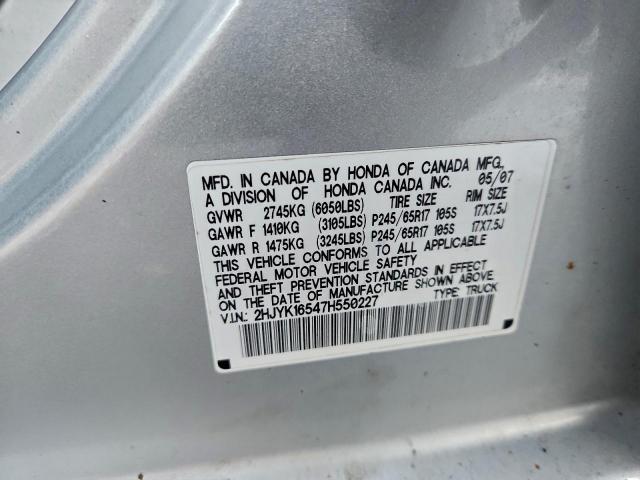 MFD. IN CANADA BY HONDA OF CANADA MFG.,
A DIVISION OF HONDA CANADA INC. 05/07
GVWR 2745KG (6050LBS) TIRE SIZE RIM SIZE
GAWR F 1410KG (3105LBS) P245/65R17 105S 17X7.5J
GAWR R 1475KG (3245LBS) P245/65R17 105S 17X7.5J
THIS VEHICLE CONFORMS TO ALL APPLICABLE
FEDERAL MOTOR VEHICLE SAFETY
AND THEFT PREVENTION STANDARDS IN EFFECT
ON THE DATE OF MANUFACTURE SHOWN ABOVE.
V.I.N.: 2HJYK16547H550227 TYPE: TRUCK